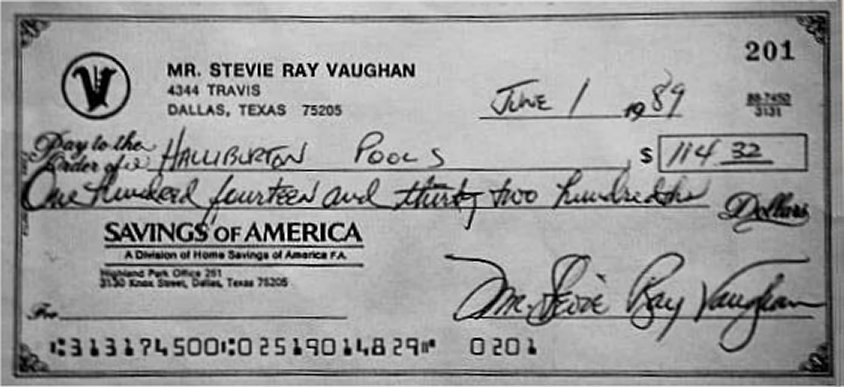 201
MR. STEVIE RAY VAUGHAN
4344 TRAVIS
DALLAS, TEXAS 75205
June 1 1989
88-7450
3131
Pay to the
Order of Halliburton Pools $ 114 32
One hundred fourteen and thirty two hundredths Dollars
SAVINGS OF AMERICA
A Division of Home Savings of America F.A.
Highland Park Office 251
3130 Knox Street, Dallas, Texas 75205
Mr. Stevie Ray Vaughan
For
⑆313174500⑆02519014829⑈ 0201